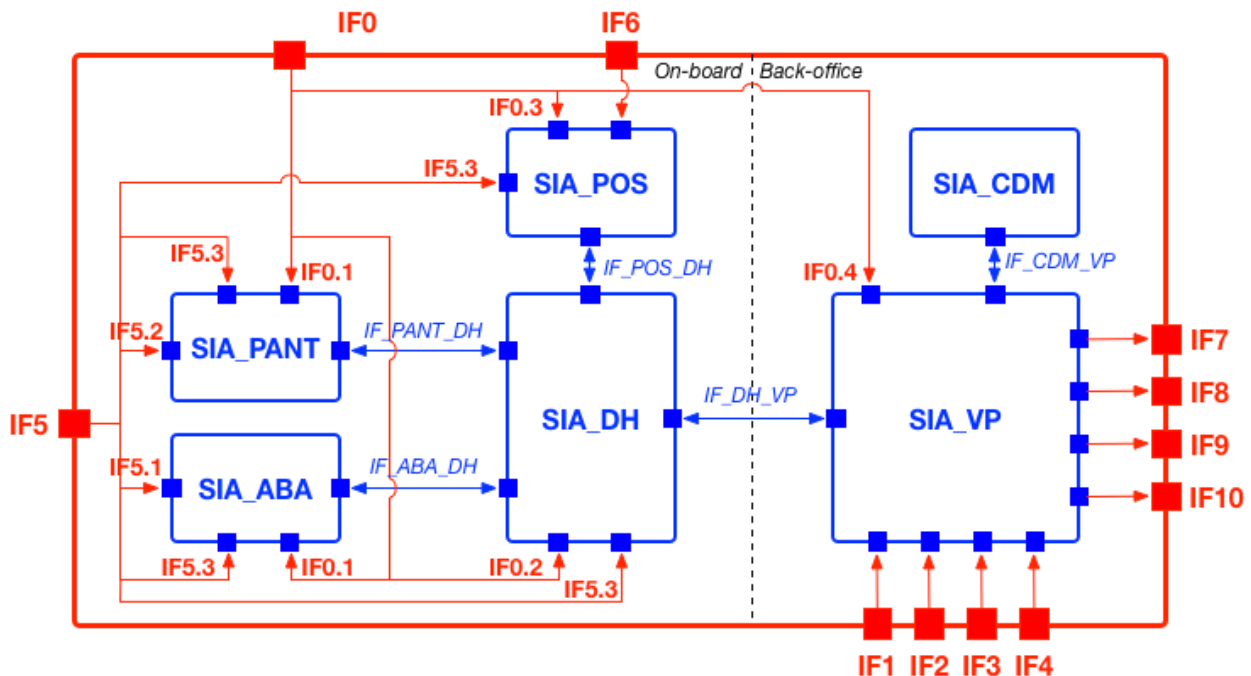 IF0
IF6
On-board
Back-office
IF0.3
SIA_POS
SIA_CDM
IF5.3
IF5.3
IF0.1
IF_POS_DH
IF0.4
IF_CDM_VP
IF5.2
SIA_PANT
IF_PANT_DH
IF7
IF8
IF5
SIA_DH
IF_DH_VP
SIA_VP
IF9
IF5.1
SIA_ABA
IF_ABA_DH
IF10
IF5.3
IF0.1
IF0.2
IF5.3
IF1
IF2
IF3
IF4